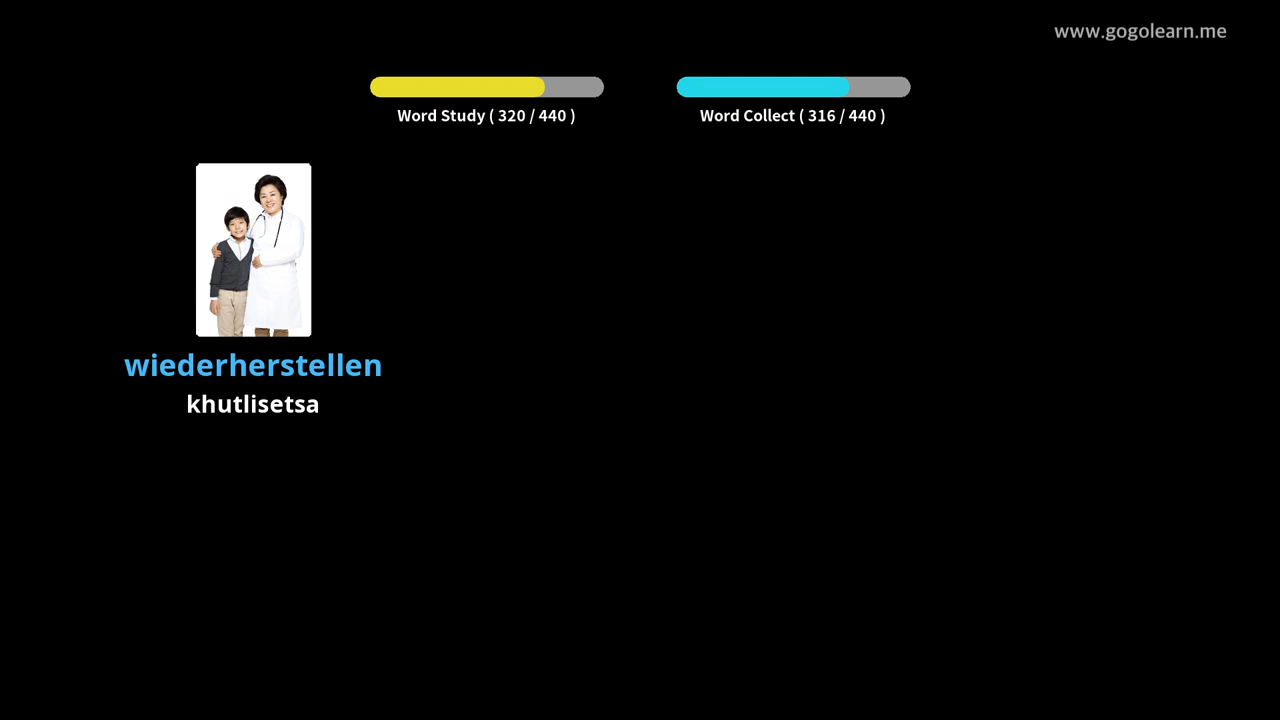 www.gogolearn.me
Word Study ( 320 / 440 )
Word Collect ( 316 / 440 )
wiederherstellen
khutlisetsa